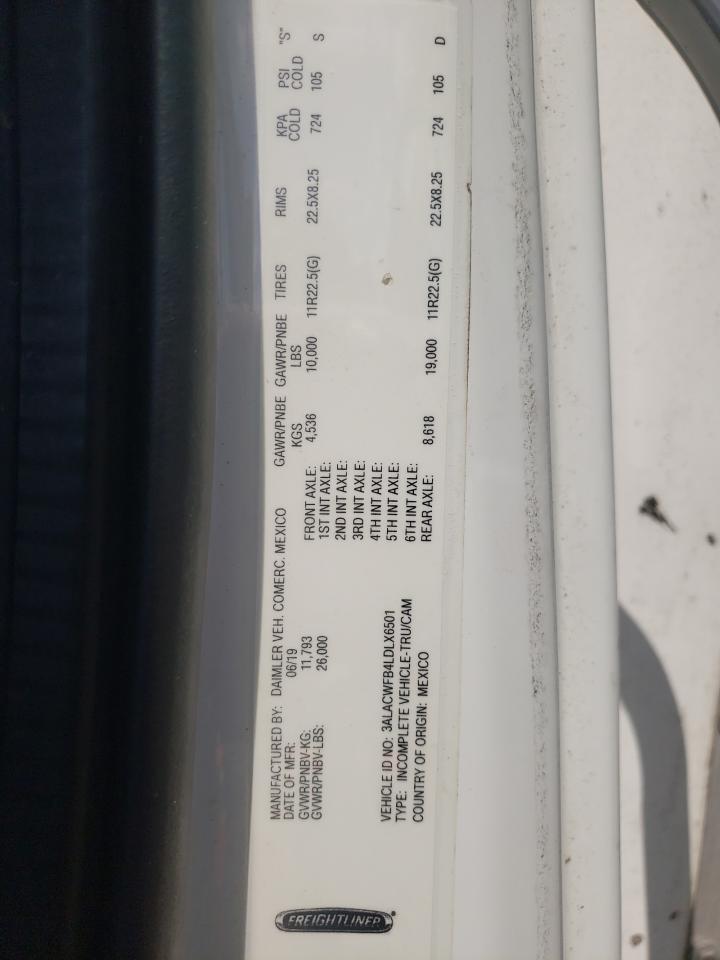 FREIGHTLINER
MANUFACTURED BY: DAIMLER VEH. COMERC. MEXICO
DATE OF MFR: 06/19
GVWR/PNBV-KG: 11,793
GVWR/PNBV-LBS: 26,000
VEHICLE ID NO: 3ALACWFB4LDLX6501
TYPE: INCOMPLETE VEHICLE-TRU/CAM
COUNTRY OF ORIGIN: MEXICO
GAWR/PNBE GAWR/PNBE TIRES RIMS KPA PSI "S"
KGS LBS COLD COLD
FRONT AXLE: 4,536 10,000 11R22.5(G) 22.5X8.25 724 105 S
1ST INT AXLE:
2ND INT AXLE:
3RD INT AXLE:
4TH INT AXLE:
5TH INT AXLE:
6TH INT AXLE:
REAR AXLE: 8,618 19,000 11R22.5(G) 22.5X8.25 724 105 D